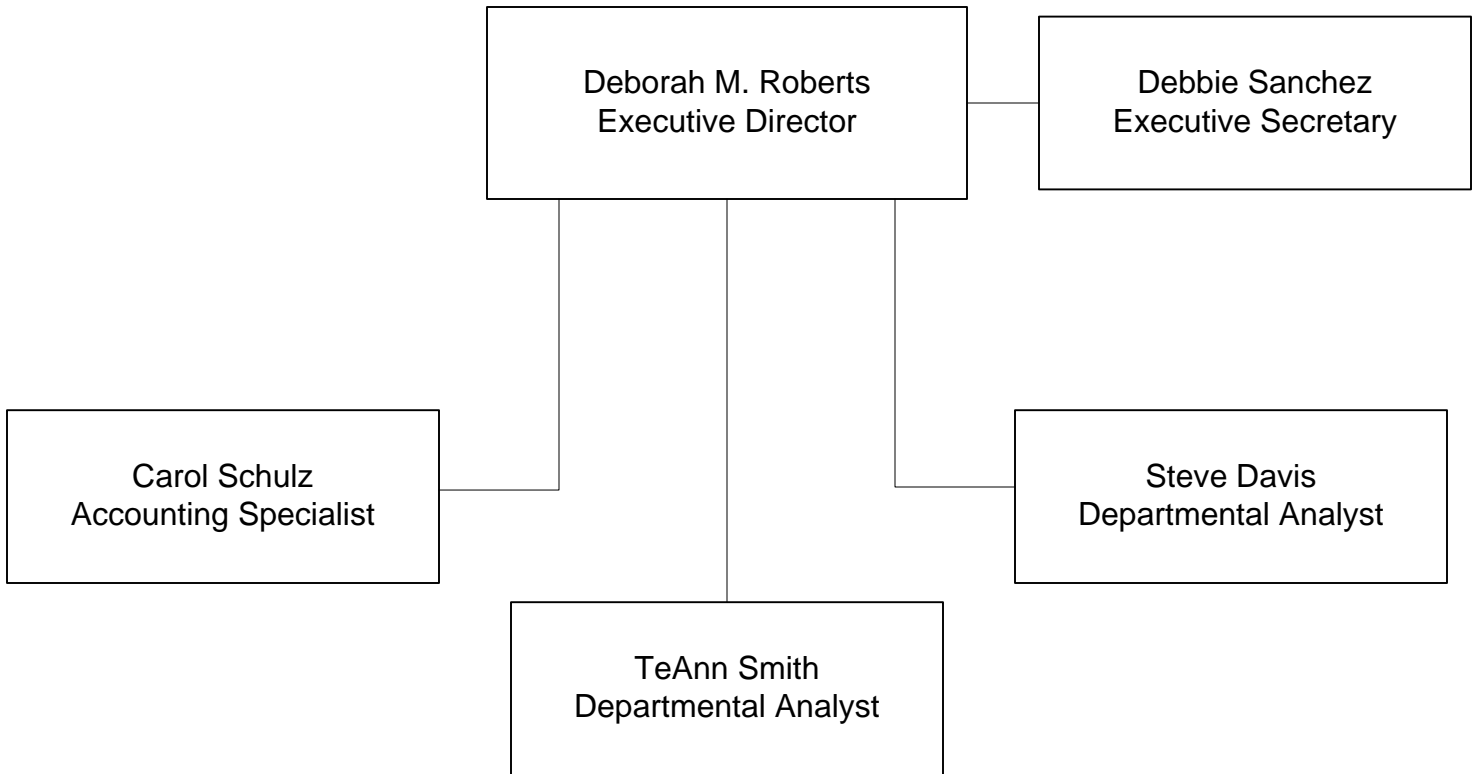 Deborah M. Roberts
Executive Director
Debbie Sanchez
Executive Secretary
Carol Schulz
Accounting Specialist
Steve Davis
Departmental Analyst
TeAnn Smith
Departmental Analyst